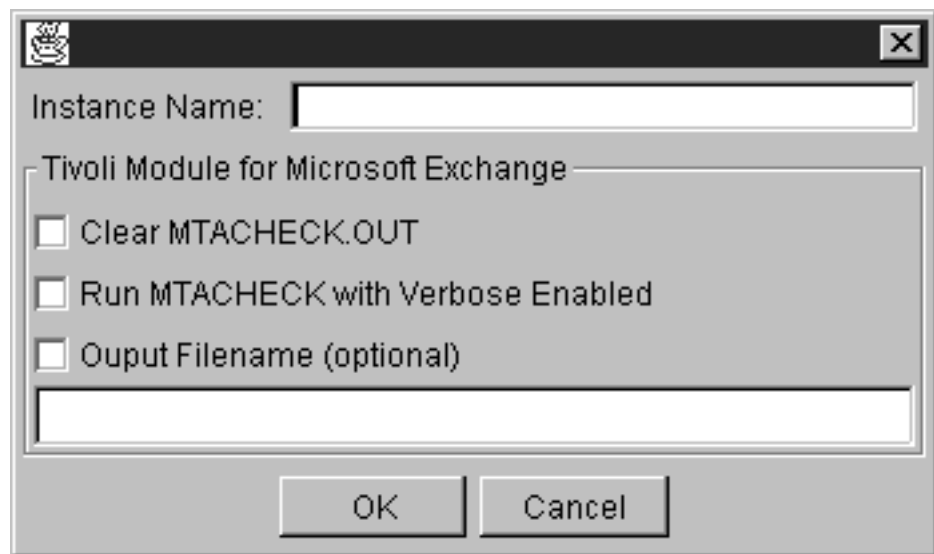 Instance Name:
Tivoli Module for Microsoft Exchange
Clear MTACHECK.OUT
Run MTACHECK with Verbose Enabled
Ouput Filename (optional)
OK Cancel